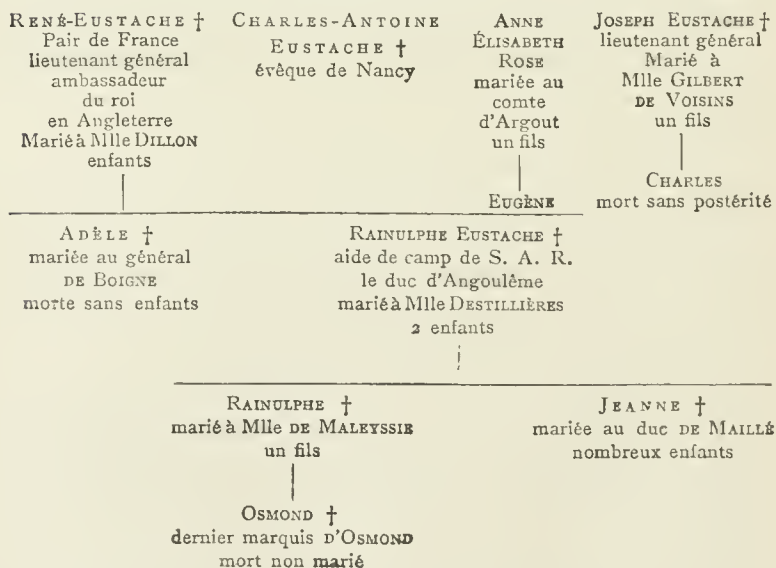 RENÉ-EUSTACHE †
Pair de France
lieutenant général
ambassadeur
du roi
en Angleterre
Marié à Mlle DILLON
enfants
CHARLES-ANTOINE
EUSTACHE †
évêque de Nancy
ANNE
ÉLISABETH
ROSE
mariée au
comte
d'Argout
un fils
EUGÈNE
JOSEPH EUSTACHE †
lieutenant général
Marié à
Mlle GILBERT
DE VOISINS
un fils
CHARLES
mort sans postérité
ADÈLE †
mariée au général
DE BOIGNE
morte sans enfants
RAINULPHE EUSTACHE †
aide de camp de S. A. R.
le duc d'Angoulême
marié à Mlle DESTILLIÈRES
2 enfants
RAINULPHE †
marié à Mlle DE MALEYSSIE
un fils
JEANNE †
mariée au duc DE MAILLÉ
nombreux enfants
OSMOND †
dernier marquis D'OSMOND
mort non marié